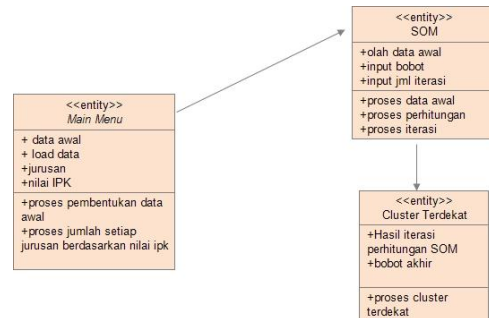 <<entity>>
SOM
+olah data awal
+input bobot
+input jml iterasi
+proses data awal
+proses perhitungan
+proses iterasi
<<entity>>
Main Menu
+ data awal
+ load data
+jurusan
+nilai IPK
+proses pembentukan data
awal
+proses jumlah setiap
jurusan berdasarkan nilai ipk
<<entity>>
Cluster Terdekat
+Hasil iterasi
perhitungan SOM
+bobot akhir
+proses cluster
terdekat